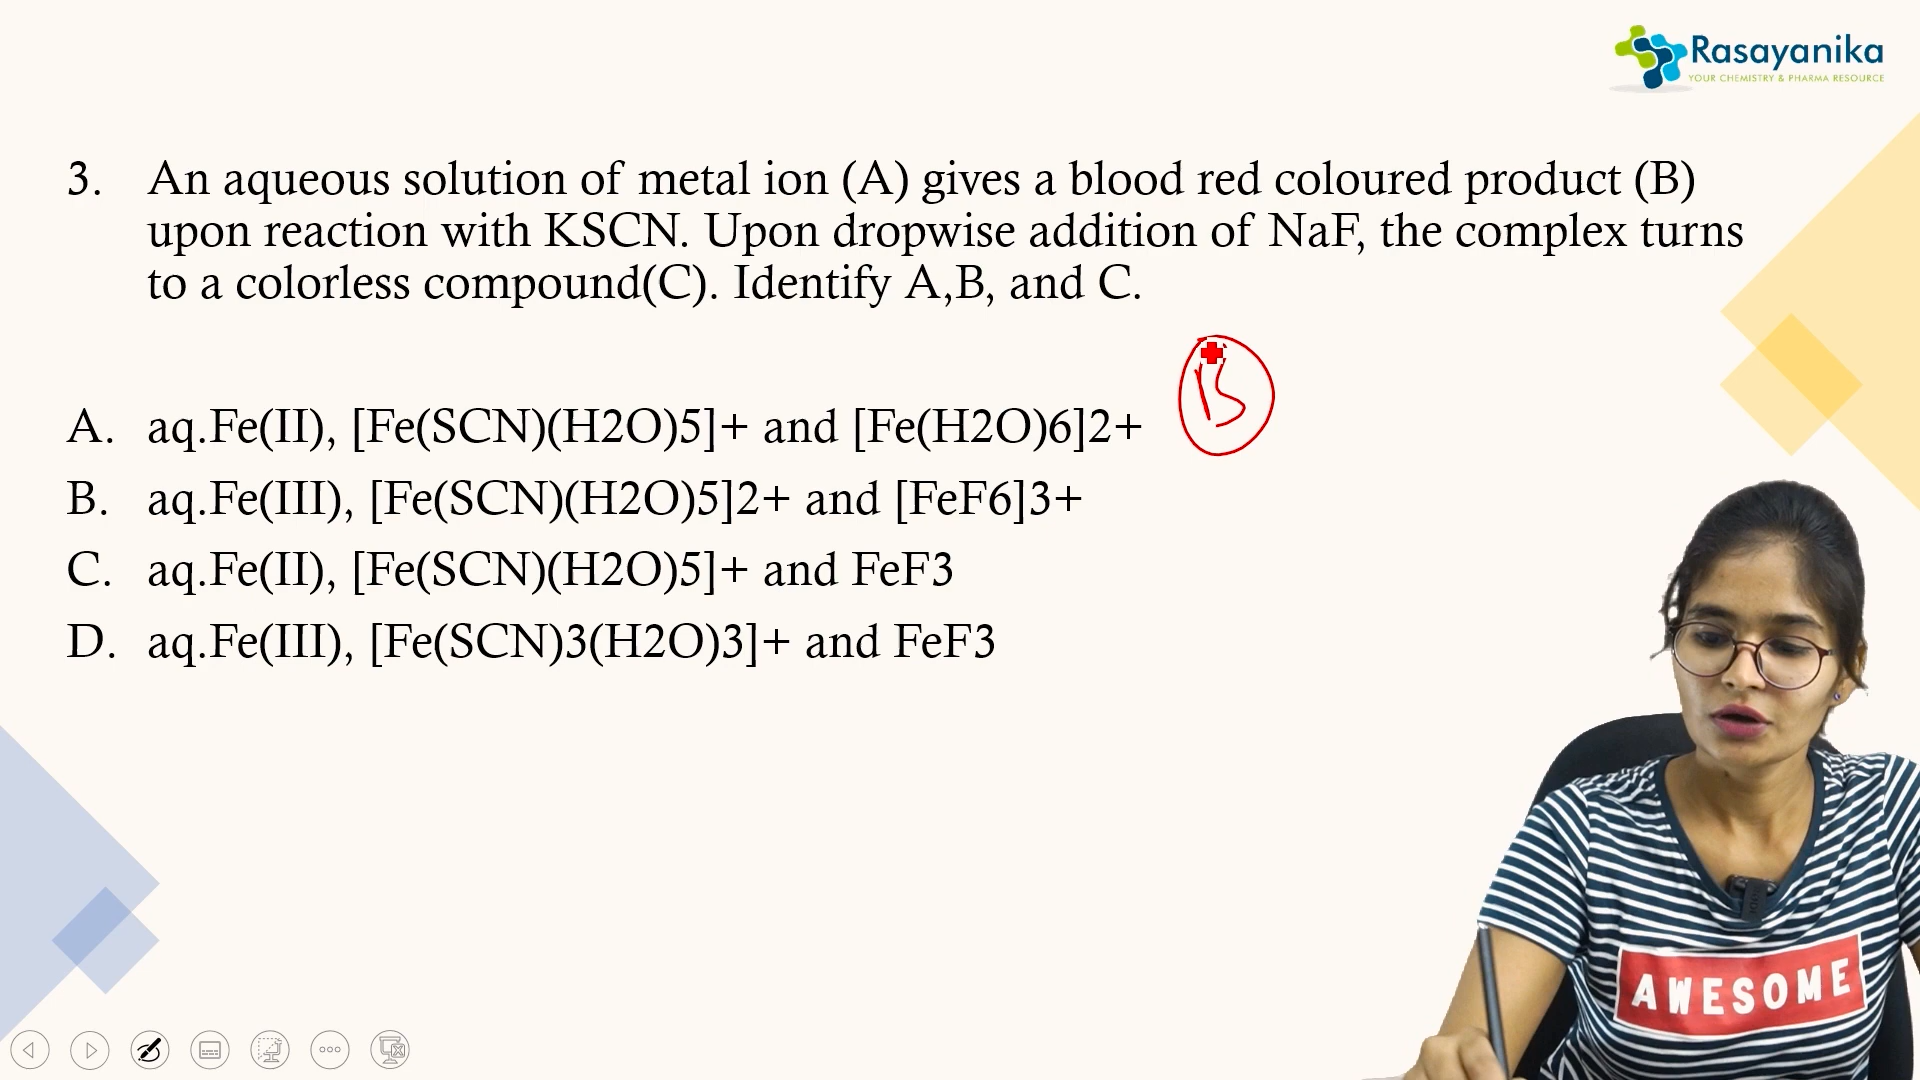 Rasayanika
YOUR CHEMISTRY & PHARMA RESOURCE
3. An aqueous solution of metal ion (A) gives a blood red coloured product (B)
upon reaction with KSCN. Upon dropwise addition of NaF, the complex turns
to a colorless compound(C). Identify A,B, and C.
B
A. aq.Fe(II), [Fe(SCN)(H2O)5]+ and [Fe(H2O)6]2+
B. aq.Fe(III), [Fe(SCN)(H2O)5]2+ and [FeF6]3+
C. aq.Fe(II), [Fe(SCN)(H2O)5]+ and FeF3
D. aq.Fe(III), [Fe(SCN)3(H2O)3]+ and FeF3
AWESOME